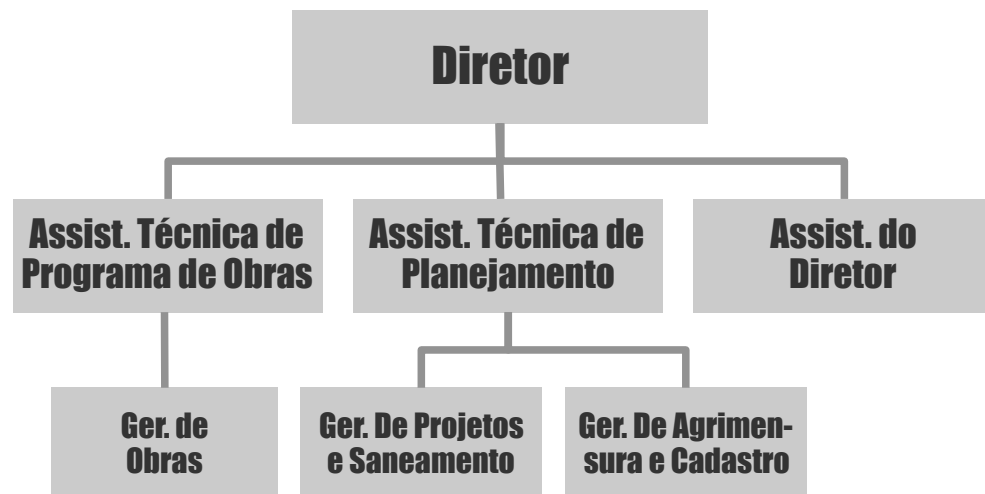 Diretor
Assist. Técnica de
Programa de Obras
Assist. Técnica de
Planejamento
Assist. do
Diretor
Ger. de
Obras
Ger. De Projetos
e Saneamento
Ger. De Agrimen-
sura e Cadastro